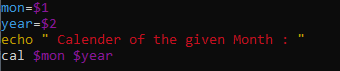 mon=$1
year=$2
echo " Calender of the given Month : "
cal $mon $year